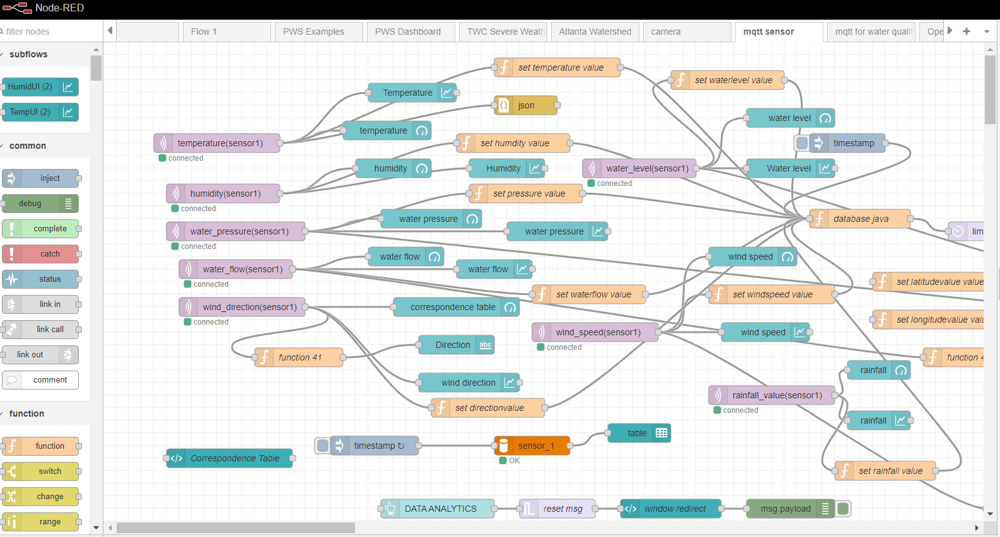 Node-RED
filter nodes
Flow 1
PWS Examples
PWS Dashboard
TWC Severe Weath
Atlanta Watershed
camera
mqtt sensor
mqtt for water qualit
Ope
subflows
HumidUI (2)
TempUI (2)
common
inject
debug
complete
catch
status
link in
link call
link out
comment
function
function
switch
change
range
set temperature value
set waterlevel value
Temperature
json
water level
temperature
temperature(sensor1)
connected
set humdity value
timestamp
humidity
Humidity
water_level(sensor1)
connected
Water level
humidity(sensor1)
connected
set pressure value
water pressure
database java
lim
water_pressure(sensor1)
connected
water pressure
water flow
wind speed
water_flow(sensor1)
connected
water flow
set latitudevalue value
set waterflow value
set windspeed value
wind_direction(sensor1)
connected
correspondence table
set longitudevalue valu
wind_speed(sensor1)
connected
wind speed
Direction
abc
function 41
function 4
rainfall
wind direction
rainfall_value(sensor1)
connected
set directionvalue
rainfall
table
timestamp ↻
sensor_1
OK
Correspondence Table
set rainfall value
DATA ANALYTICS
reset msg
window redirect
msg.payload